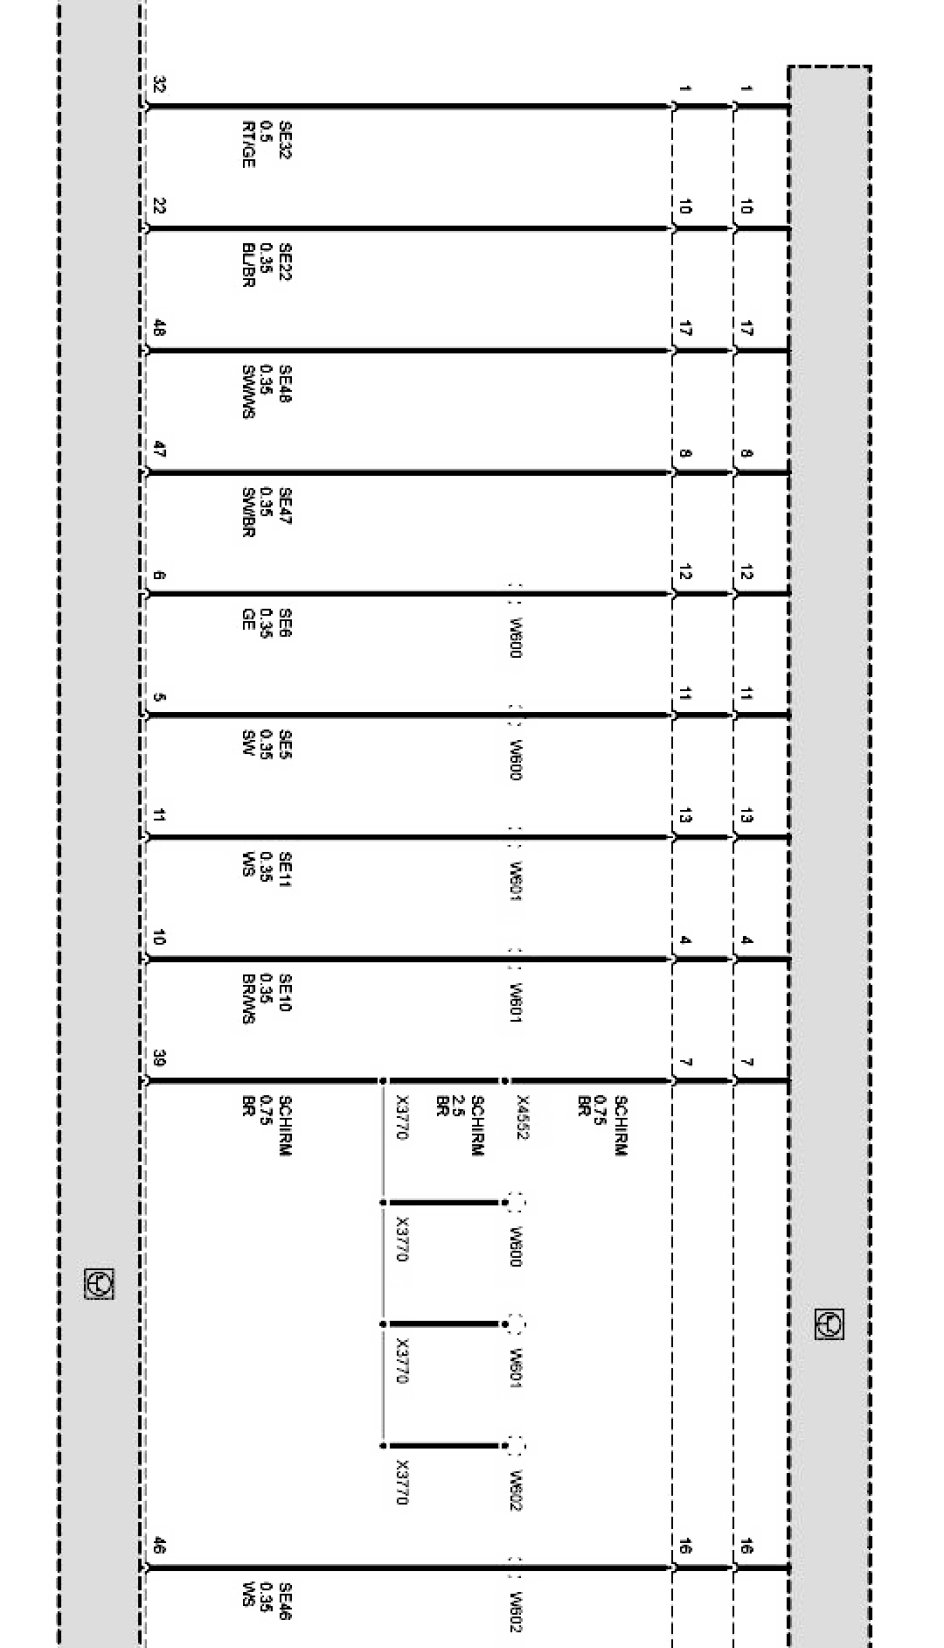 32
1
1
SE32
0.5
RT/GE
22
10
10
SE22
0.35
BL/BR
48
17
17
SE48
0.35
SW/WS
47
8
8
SE47
0.35
SW/BR
6
12
12
SE6
0.35
GE
W600
5
11
11
SE5
0.35
SW
W600
11
13
13
SE11
0.35
WS
W601
10
4
4
SE10
0.35
BR/WS
W601
39
7
7
SCHIRM
0.75
BR
X3770
SCHIRM
2.5
BR
X4552
SCHIRM
0.75
BR
X3770
W600
X3770
W601
X3770
W602
46
16
16
SE46
0.35
WS
W602